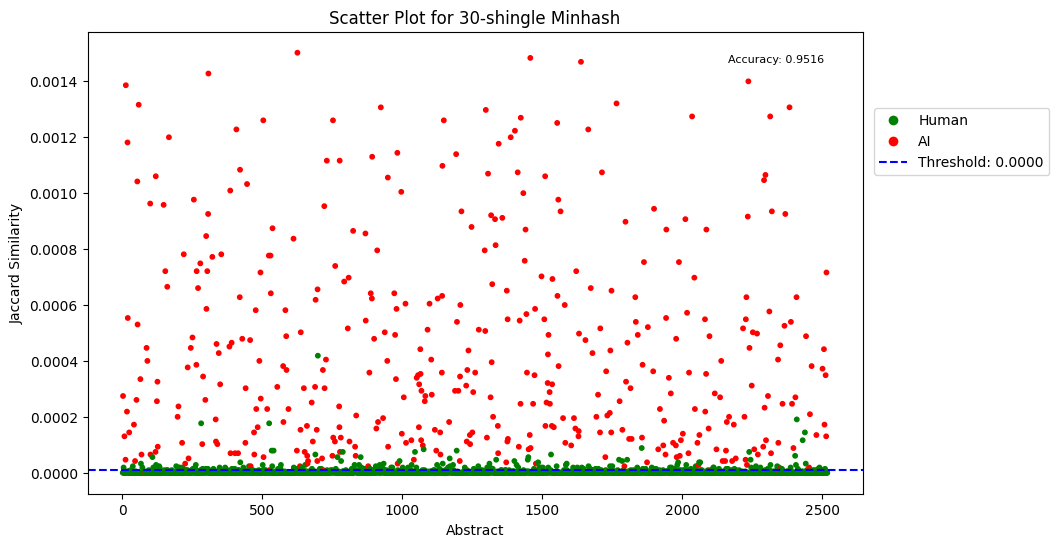 Scatter Plot for 30-shingle Minhash
Accuracy: 0.9516
Human
AI
Threshold: 0.0000
Jaccard Similarity
0.0014
0.0012
0.0010
0.0008
0.0006
0.0004
0.0002
0.0000
0 500 1000 1500 2000 2500
Abstract